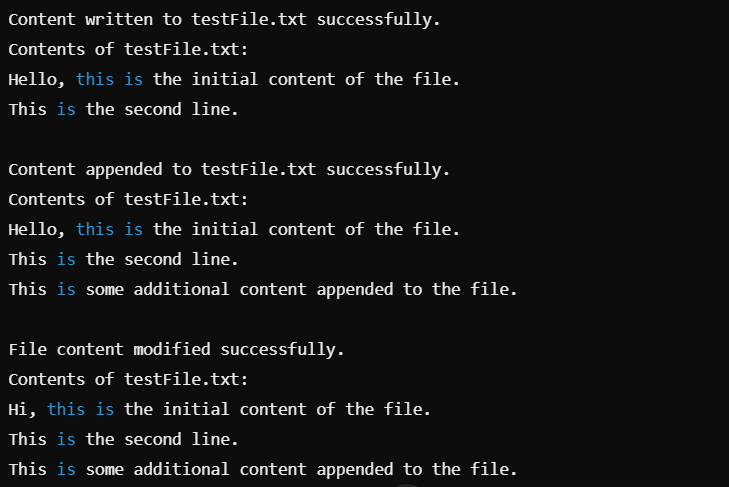 Content written to testFile.txt successfully.
Contents of testFile.txt:
Hello, this is the initial content of the file.
This is the second line.
Content appended to testFile.txt successfully.
Contents of testFile.txt:
Hello, this is the initial content of the file.
This is the second line.
This is some additional content appended to the file.
File content modified successfully.
Contents of testFile.txt:
Hi, this is the initial content of the file.
This is the second line.
This is some additional content appended to the file.